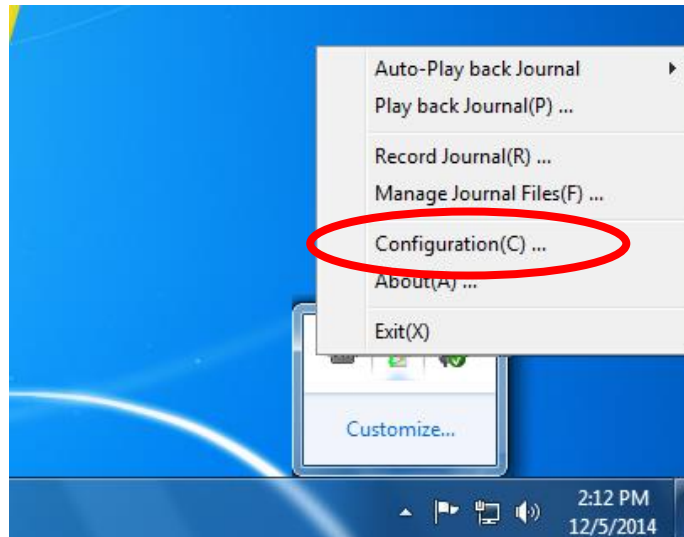 Auto-Play back Journal
Play back Journal(P) ...
Record Journal(R) ...
Manage Journal Files(F) ...
Configuration(C) ...
About(A) ...
Exit(X)
Customize...
2:12 PM
12/5/2014